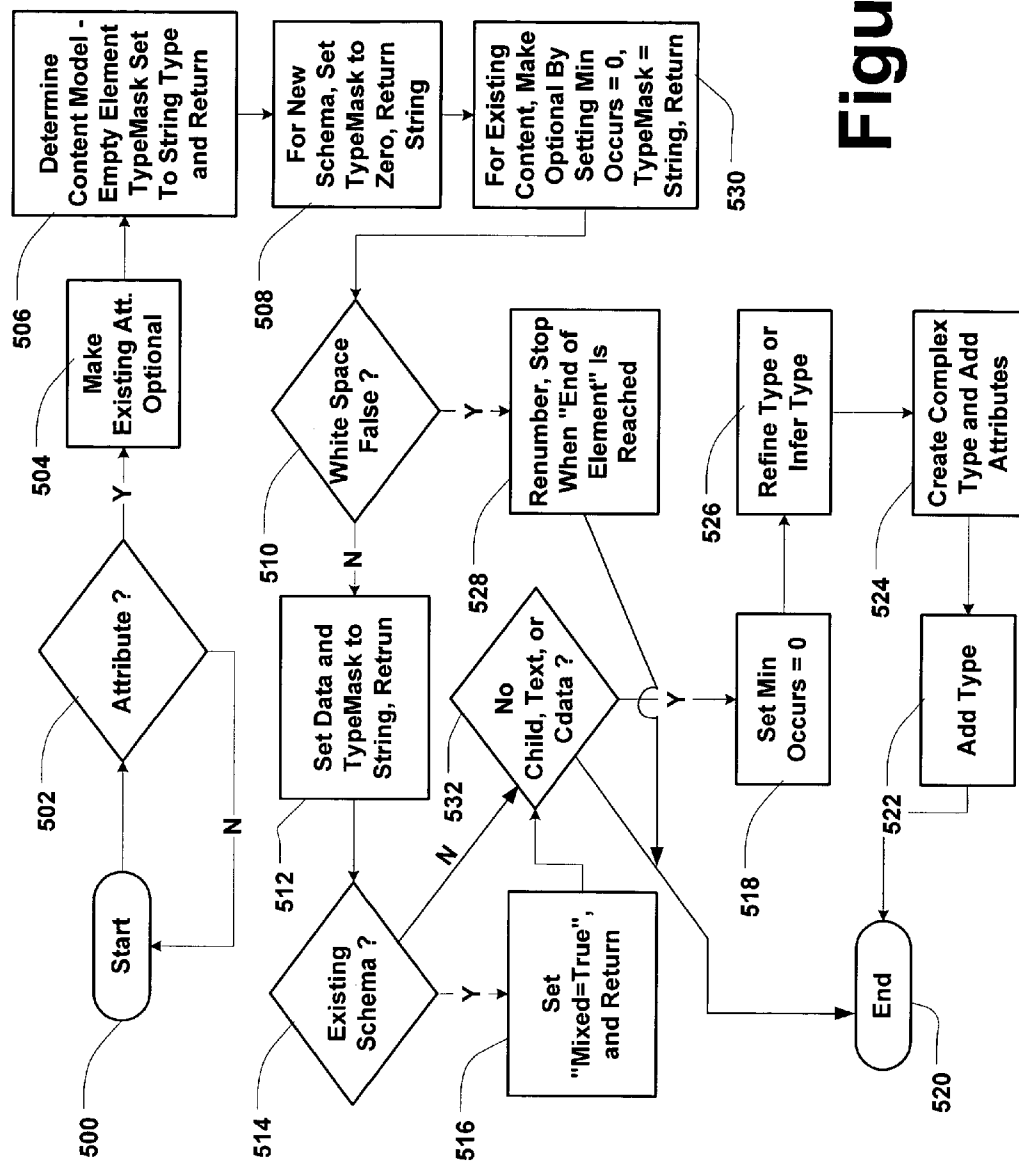 500
Start
502
Attribute ?
Y
N
504
Make
Existing Att.
Optional
506
Determine
Content Model -
Empty Element
TypeMask Set
To String Type
and Return
514
Existing
Schema ?
N
Y
512
Set Data and
TypeMask to
String, Retrun
N
510
White Space
False ?
Y
508
For New
Schema, Set
TypeMask to
Zero, Return
String
516
Set
"Mixed=True",
and Return
532
No
Child, Text, or
Cdata ?
Y
528
Renumber, Stop
When "End of
Element" Is
Reached
For Existing
Content, Make
Optional By
Setting Min
Occurs = 0,
TypeMask =
String, Return
530
518
Set Min
Occurs = 0
526
Refine Type or
Infer Type
End
520
522
Add Type
524
Create Complex
Type and Add
Attributes
Figu